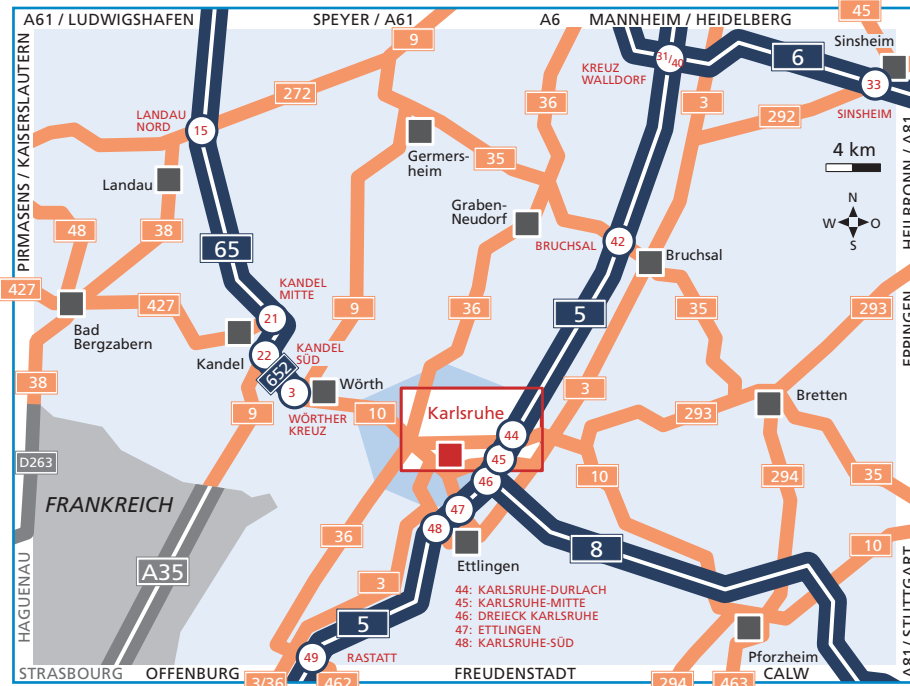 A61 / LUDWIGSHAFEN
SPEYER / A61
A6
MANNHEIM / HEIDELBERG
45
9
Sinsheim
31/40
KREUZ
WALLDORF
6
33
SINSHEIM
272
36
3
292
LANDAU
NORD
15
PIRMASENS / KAISERSLAUTERN
Germers-
heim
35
4 km
HEILBRONN / A81
Landau
N
W
O
S
Graben-
Neudorf
48
38
65
BRUCHSAL
42
Bruchsal
427
427
KANDEL
MITTE
21
9
36
5
35
293
EPPINGEN
Bad
Bergzabern
Kandel
22
KANDEL
SÜD
652
3
Wörth
WÖRTHER
KREUZ
38
9
10
Karlsruhe
44
45
46
3
293
Bretten
D263
FRANKREICH
10
294
35
47
48
36
Ettlingen
8
10
A35
3
HAGUENAU
44: KARLSRUHE-DURLACH
45: KARLSRUHE-MITTE
46: DREIECK KARLSRUHE
47: ETTLINGEN
48: KARLSRUHE-SÜD
5
A81 / STUTTGART
49
RASTATT
Pforzheim
STRASBOURG
OFFENBURG
3/36
462
FREUDENSTADT
294
463
CALW